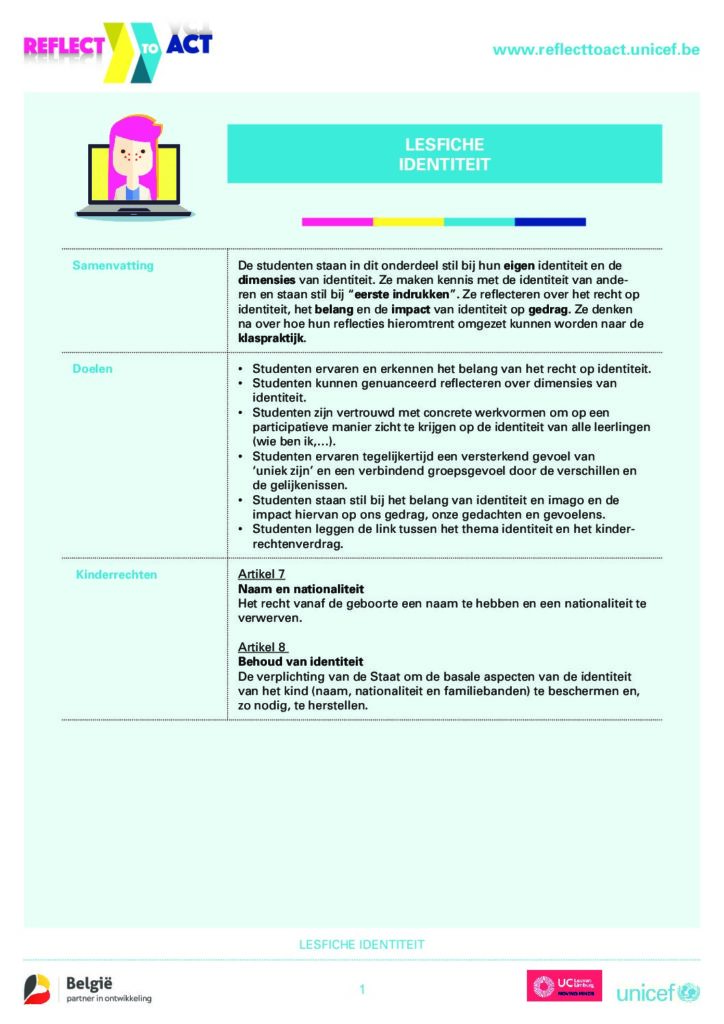 REFLECT TO ACT
www.reflecttoact.unicef.be
LESFICHE
IDENTITEIT
Samenvatting
De studenten staan in dit onderdeel stil bij hun eigen identiteit en de
dimensies van identiteit. Ze maken kennis met de identiteit van ande-
ren en staan stil bij “eerste indrukken”. Ze reflecteren over het recht op
identiteit, het belang en de impact van identiteit op gedrag. Ze denken
na over hoe hun reflecties hieromtrent omgezet kunnen worden naar de
klaspraktijk.
Doelen
• Studenten ervaren en erkennen het belang van het recht op identiteit.
• Studenten kunnen genuanceerd reflecteren over dimensies van
identiteit.
• Studenten zijn vertrouwd met concrete werkvormen om op een
participatieve manier zicht te krijgen op de identiteit van alle leerlingen
(wie ben ik,…).
• Studenten ervaren tegelijkertijd een versterkend gevoel van
‘uniek zijn’ en een verbindend groepsgevoel door de verschillen en
de gelijkenissen.
• Studenten staan stil bij het belang van identiteit en imago en de
impact hiervan op ons gedrag, onze gedachten en gevoelens.
• Studenten leggen de link tussen het thema identiteit en het kinder-
rechtenverdrag.
Kinderrechten
Artikel 7
Naam en nationaliteit
Het recht vanaf de geboorte een naam te hebben en een nationaliteit te
verwerven.
Artikel 8
Behoud van identiteit
De verplichting van de Staat om de basale aspecten van de identiteit
van het kind (naam, nationaliteit en familiebanden) te beschermen en,
zo nodig, te herstellen.
LESFICHE IDENTITEIT
België
partner in ontwikkeling
1
UC Leuven
Limburg
unicef